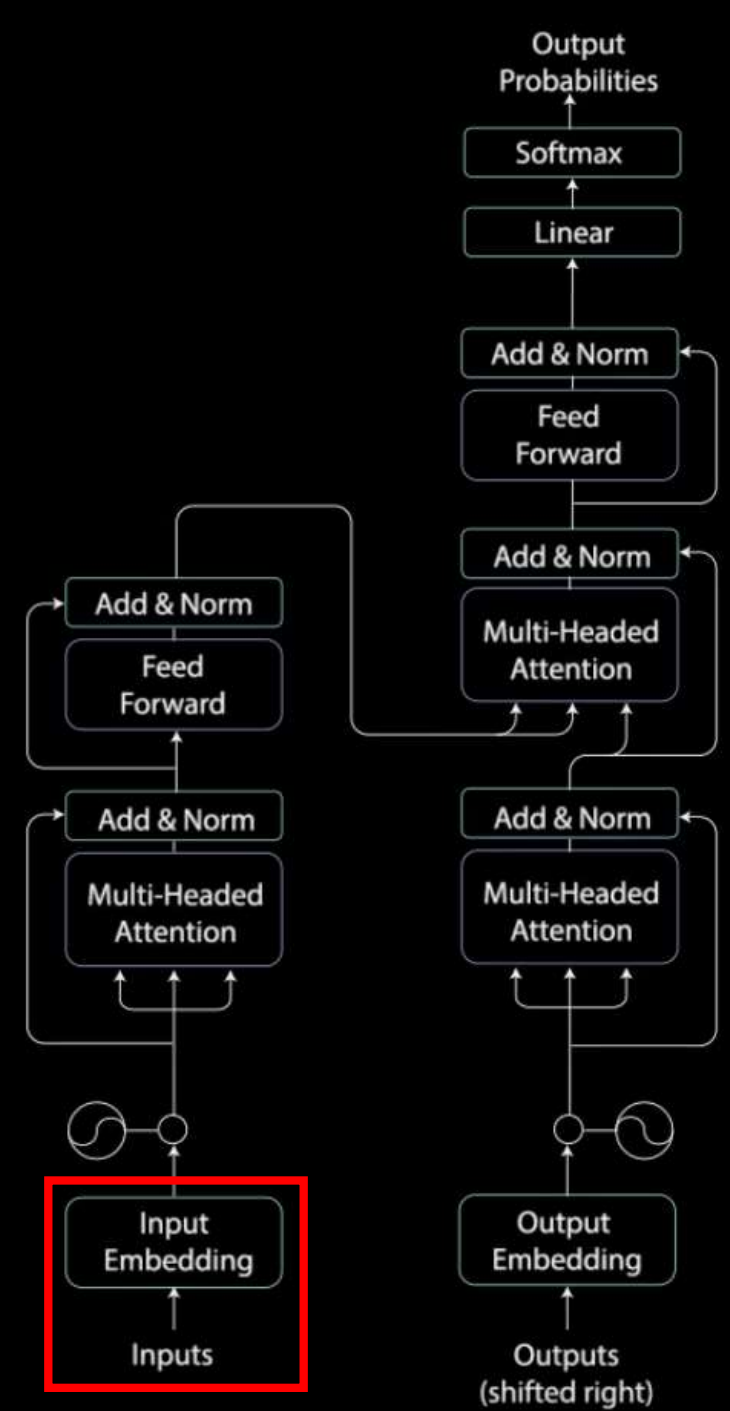 Output
Probabilities
Softmax
Linear
Add & Norm
Feed
Forward
Add & Norm
Multi-Headed
Attention
Add & Norm
Multi-Headed
Attention
Output
Embedding
Outputs
(shifted right)
Add & Norm
Feed
Forward
Add & Norm
Multi-Headed
Attention
Input
Embedding
Inputs